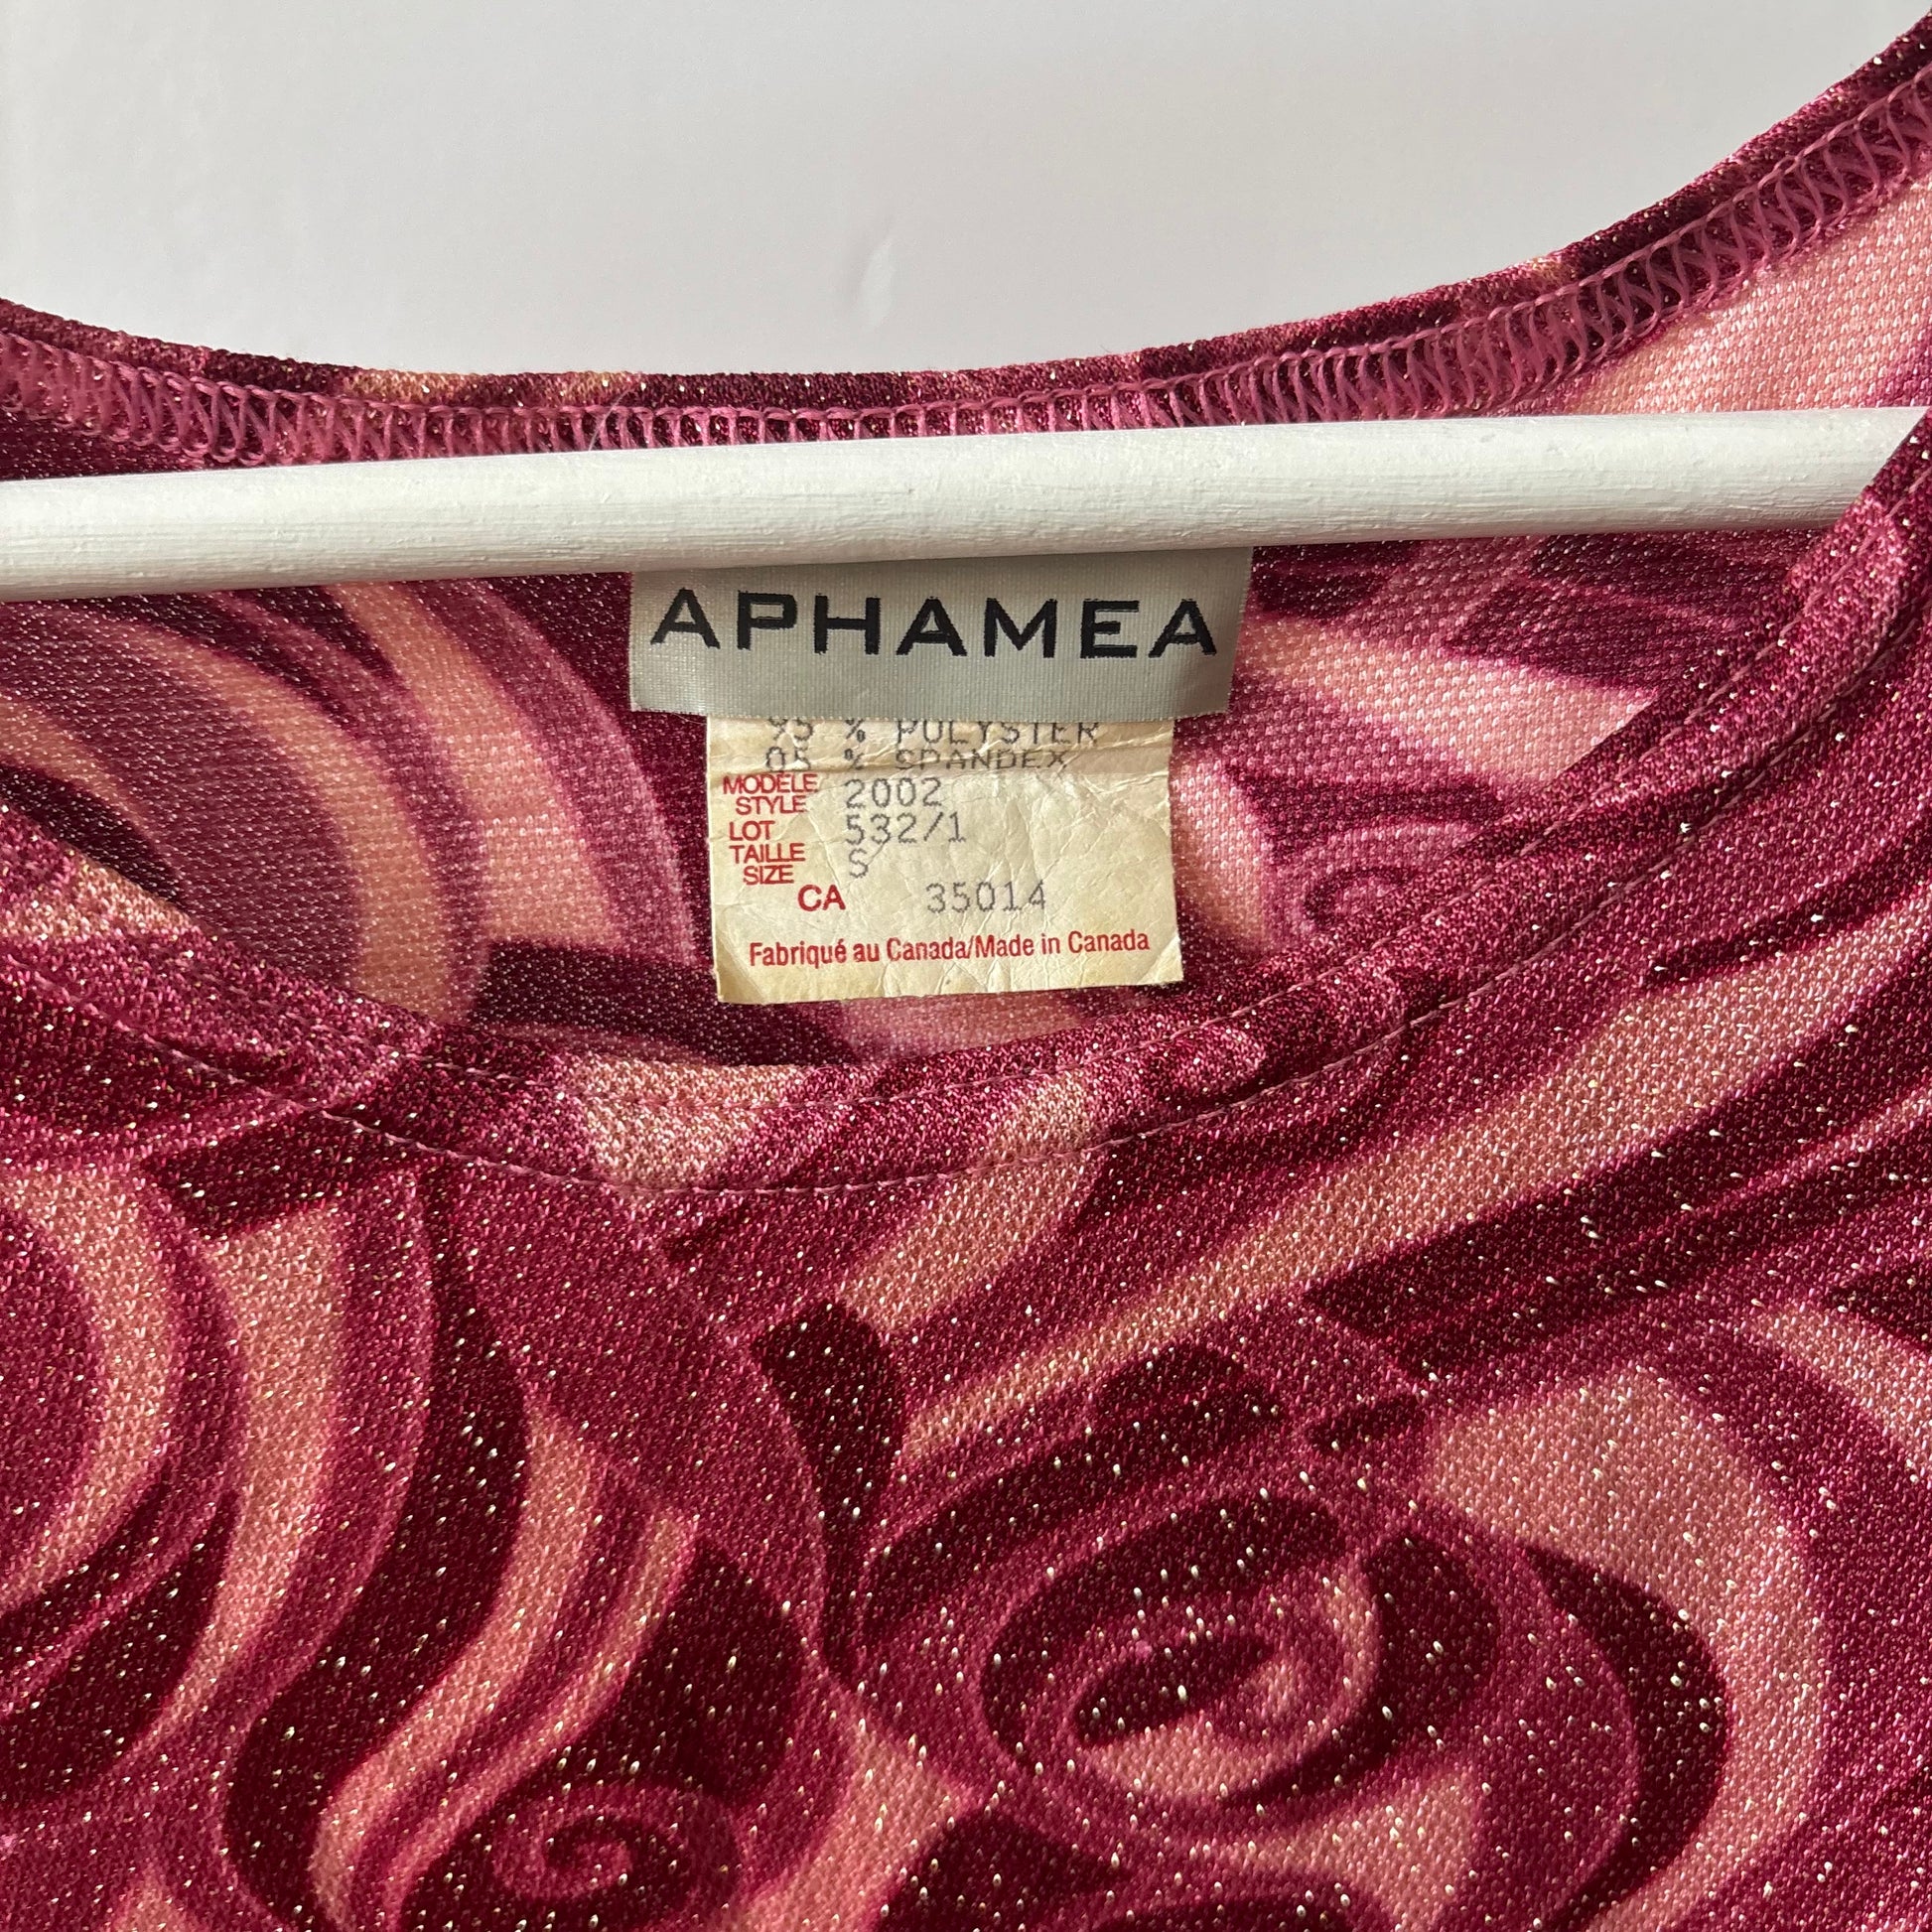 APHAMEA
95 % POLYSTER
05 % SPANDEX
MODÈLE
STYLE 2002
LOT 532/1
TAILLE
SIZE S
CA 35014
Fabriqué au Canada/Made in Canada